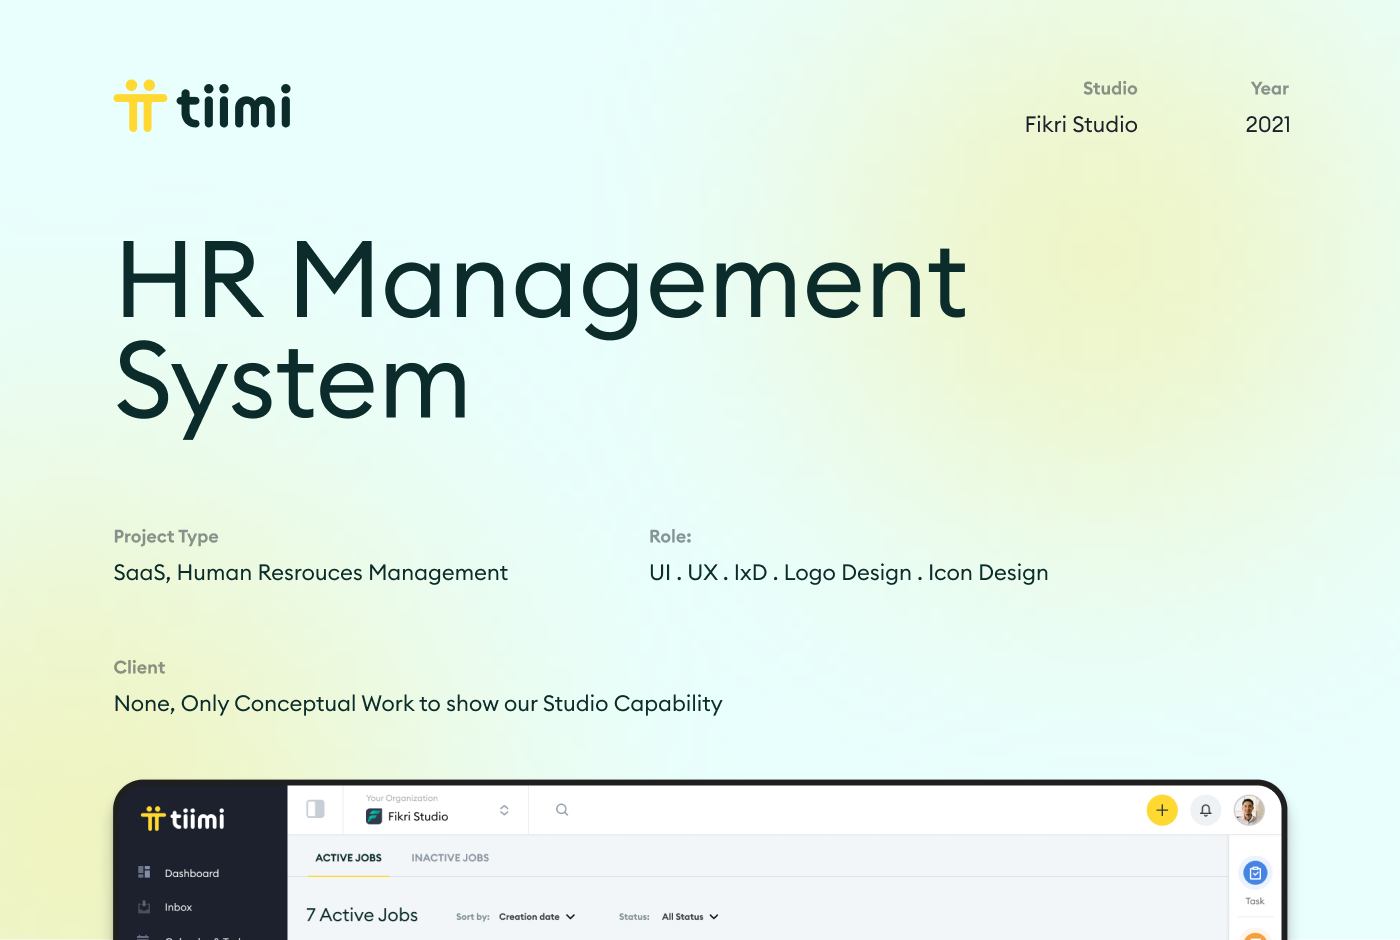 tiimi
Studio
Fikri Studio
Year
2021
HR Management
System
Project Type
SaaS, Human Resrouces Management
Role:
UI . UX . IxD . Logo Design . Icon Design
Client
None, Only Conceptual Work to show our Studio Capability
tiimi
Your Organization
Fikri Studio
ACTIVE JOBS
INACTIVE JOBS
Dashboard
Inbox
7 Active Jobs
Sort by: Creation date
Status: All Status
Task